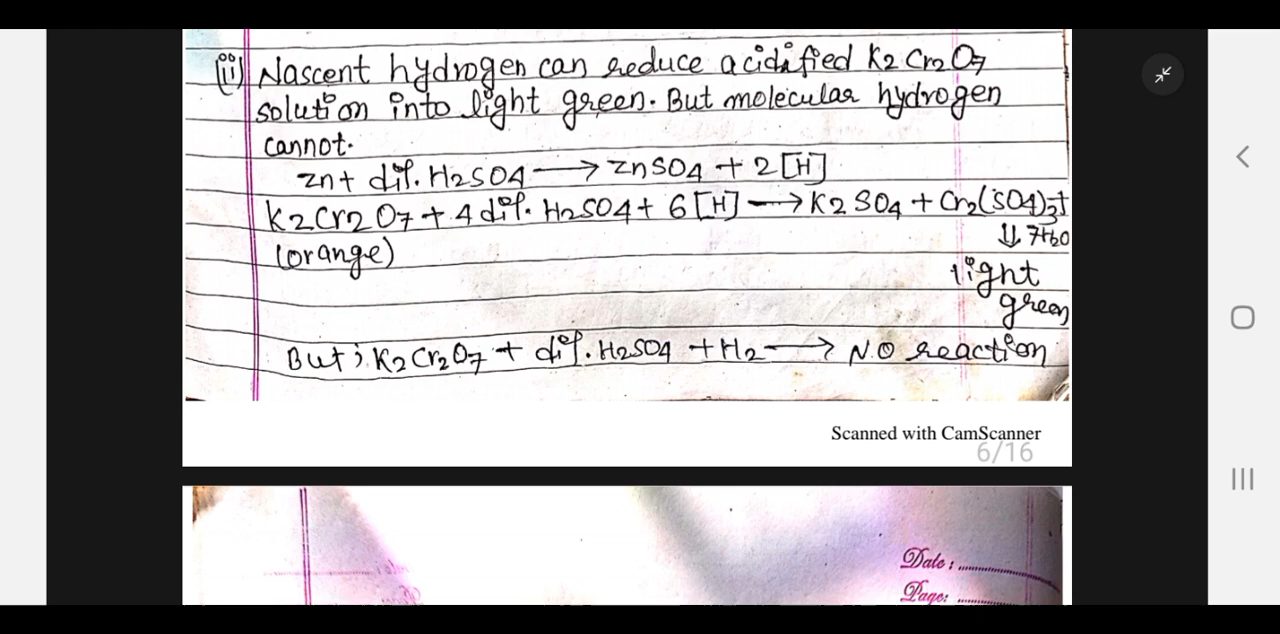 (ii) Nascent hydrogen can reduce acidified K2Cr2O7
solution into light green. But molecular hydrogen
cannot.
Zn + dil. H2SO4 → ZnSO4 + 2[H]
K2Cr2O7 + 4 dil. H2SO4 + 6[H] → K2SO4 + Cr2(SO4)3 +
⇓ 7H2O
(orange)
light
green
But ; K2Cr2O7 + dil. H2SO4 + H2 → NO reaction
Scanned with CamScanner
6/16
Date :
Page: